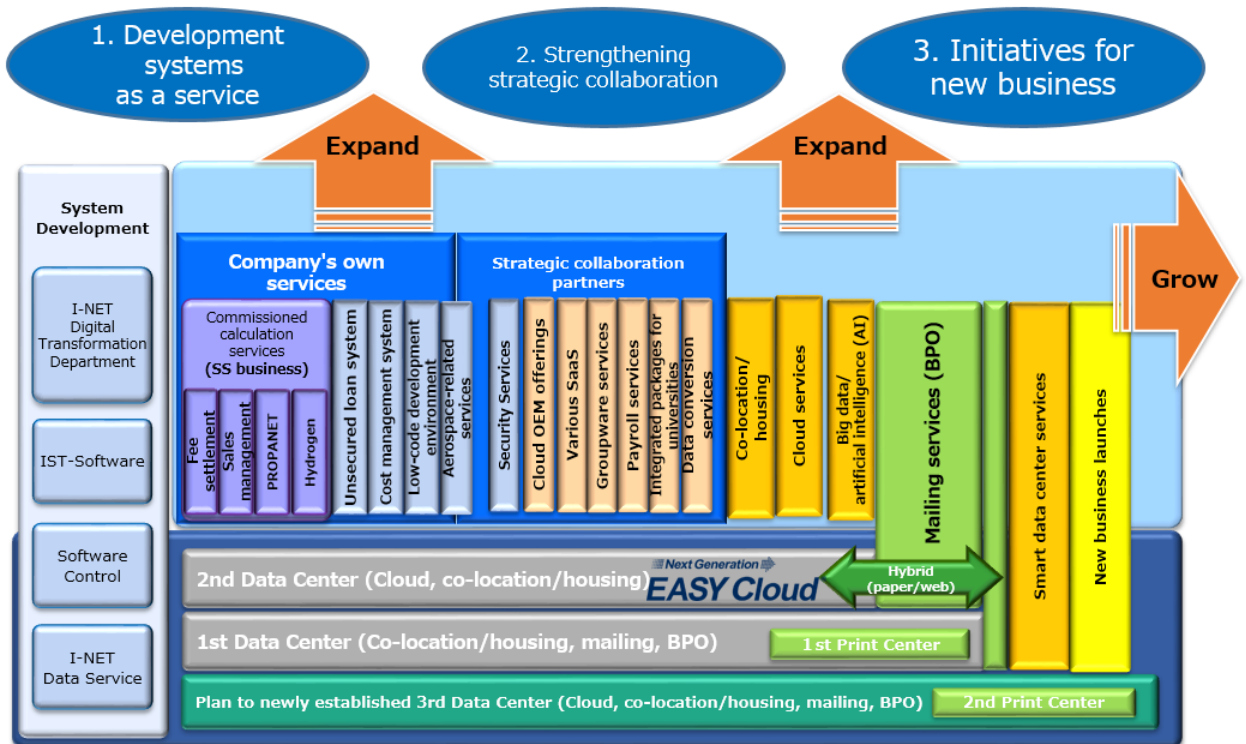 1. Development
systems
as a service
2. Strengthening
strategic collaboration
3. Initiatives for
new business
Expand
Expand
Grow
System
Development
I-NET
Digital
Transformation
Department
IST-Software
Software
Control
I-NET
Data Service
Company's own
services
Strategic collaboration
partners
Commissioned
calculation
services
(SS business)
Fee
settlement
Sales
management
PROPANET
Hydrogen
Unsecured loan system
Cost management system
Low-code development
environment
Aerospace-related
services
Security Services
Cloud OEM offerings
Various SaaS
Groupware services
Payroll services
Integrated packages for
universities
Data conversion
services
Co-location/
housing
Cloud services
Big data/
artificial intelligence (AI)
Mailing services (BPO)
Smart data center services
New business launches
2nd Data Center (Cloud, co-location/housing)
Next Generation
EASY Cloud
Hybrid
(paper/web)
1st Data Center (Co-location/housing, mailing, BPO)
1st Print Center
Plan to newly established 3rd Data Center (Cloud, co-location/housing, mailing, BPO)
2nd Print Center